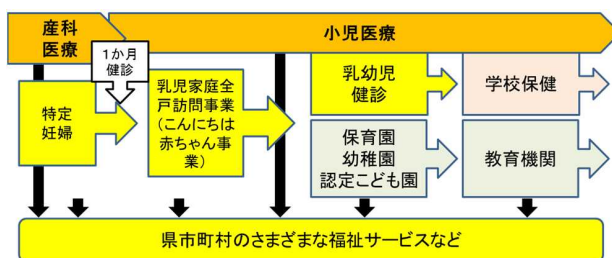 産科
医療
小児医療
1か月
健診
特定
妊婦
乳児家庭全
戸訪問事業
(こんにちは
赤ちゃん事
業)
乳幼児
健診
学校保健
保育園
幼稚園
認定こども園
教育機関
県市町村のさまざまな福祉サービスなど